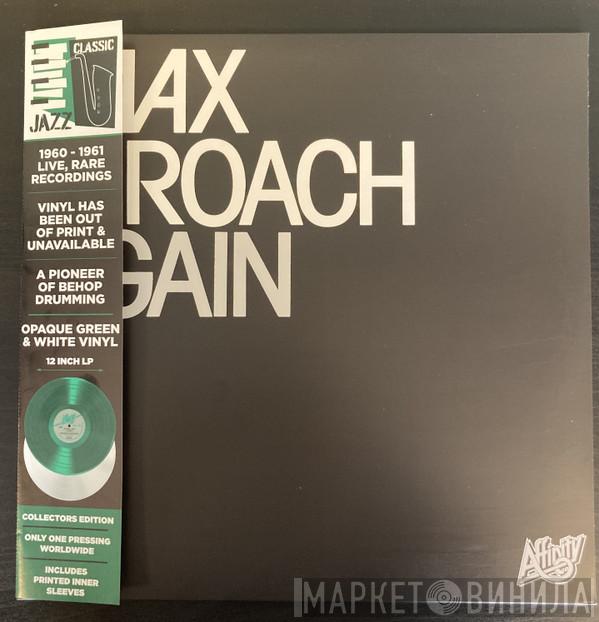 CLASSIC
JAZZ
1960 - 1961
LIVE, RARE
RECORDINGS
VINYL HAS
BEEN OUT
OF PRINT &
UNAVAILABLE
A PIONEER
OF BEHOP
DRUMMING
OPAQUE GREEN
& WHITE VINYL
12 INCH LP
COLLECTORS EDITION
ONLY ONE PRESSING
WORLDWIDE
INCLUDES
PRINTED INNER
SLEEVES
AX
ROACH
GAIN
Affinity
МАРКЕТ ВИНИЛА